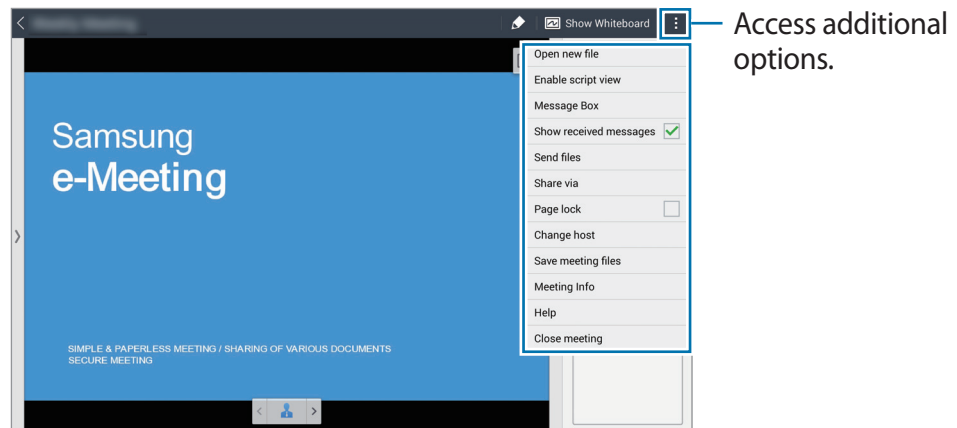 Show Whiteboard
Access additional
options.
Open new file
Enable script view
Message Box
Show received messages
Send files
Share via
Page lock
Change host
Save meeting files
Meeting Info
Help
Close meeting
Samsung
e-Meeting
SIMPLE & PAPERLESS MEETING / SHARING OF VARIOUS DOCUMENTS
SECURE MEETING